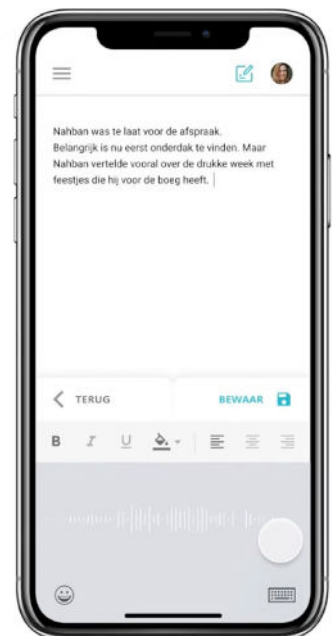 Nahban was te laat voor de afspraak.
Belangrijk is nu eerst onderdak te vinden. Maar
Nahban vertelde vooral over de drukke week met
feestjes die hij voor de boeg heeft.
TERUG
BEWAAR
B I U